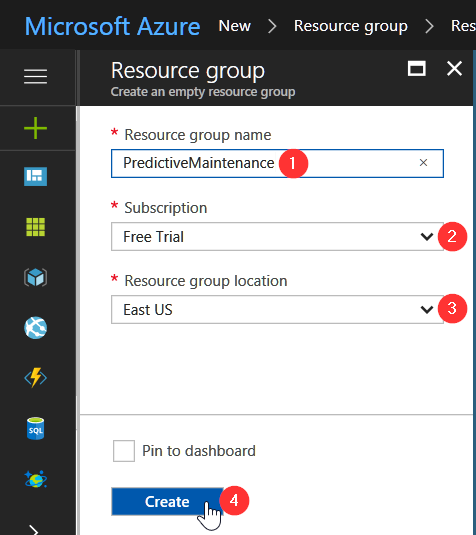 Microsoft Azure New > Resource group > Res
Resource group
Create an empty resource group
* Resource group name
PredictiveMaintenance 1 ×
* Subscription
Free Trial 2
* Resource group location
East US 3
SQL
Pin to dashboard
Create 4